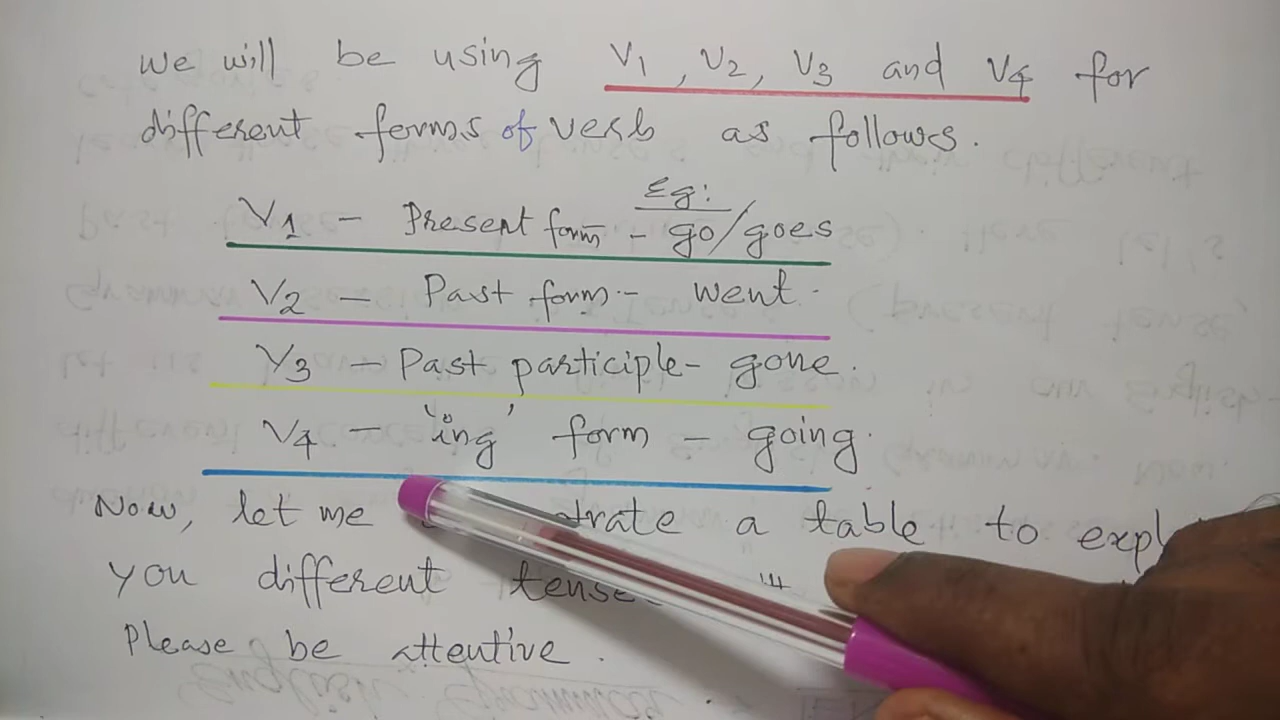 We will be using V1, V2, V3 and V4 for
different forms of verb as follows.
Eg:
V1 - Present form - go/goes
V2 - Past form - went.
V3 - Past participle - gone.
V4 - 'ing' form - going.
Now, let me a table to
you different
Please be attentive.